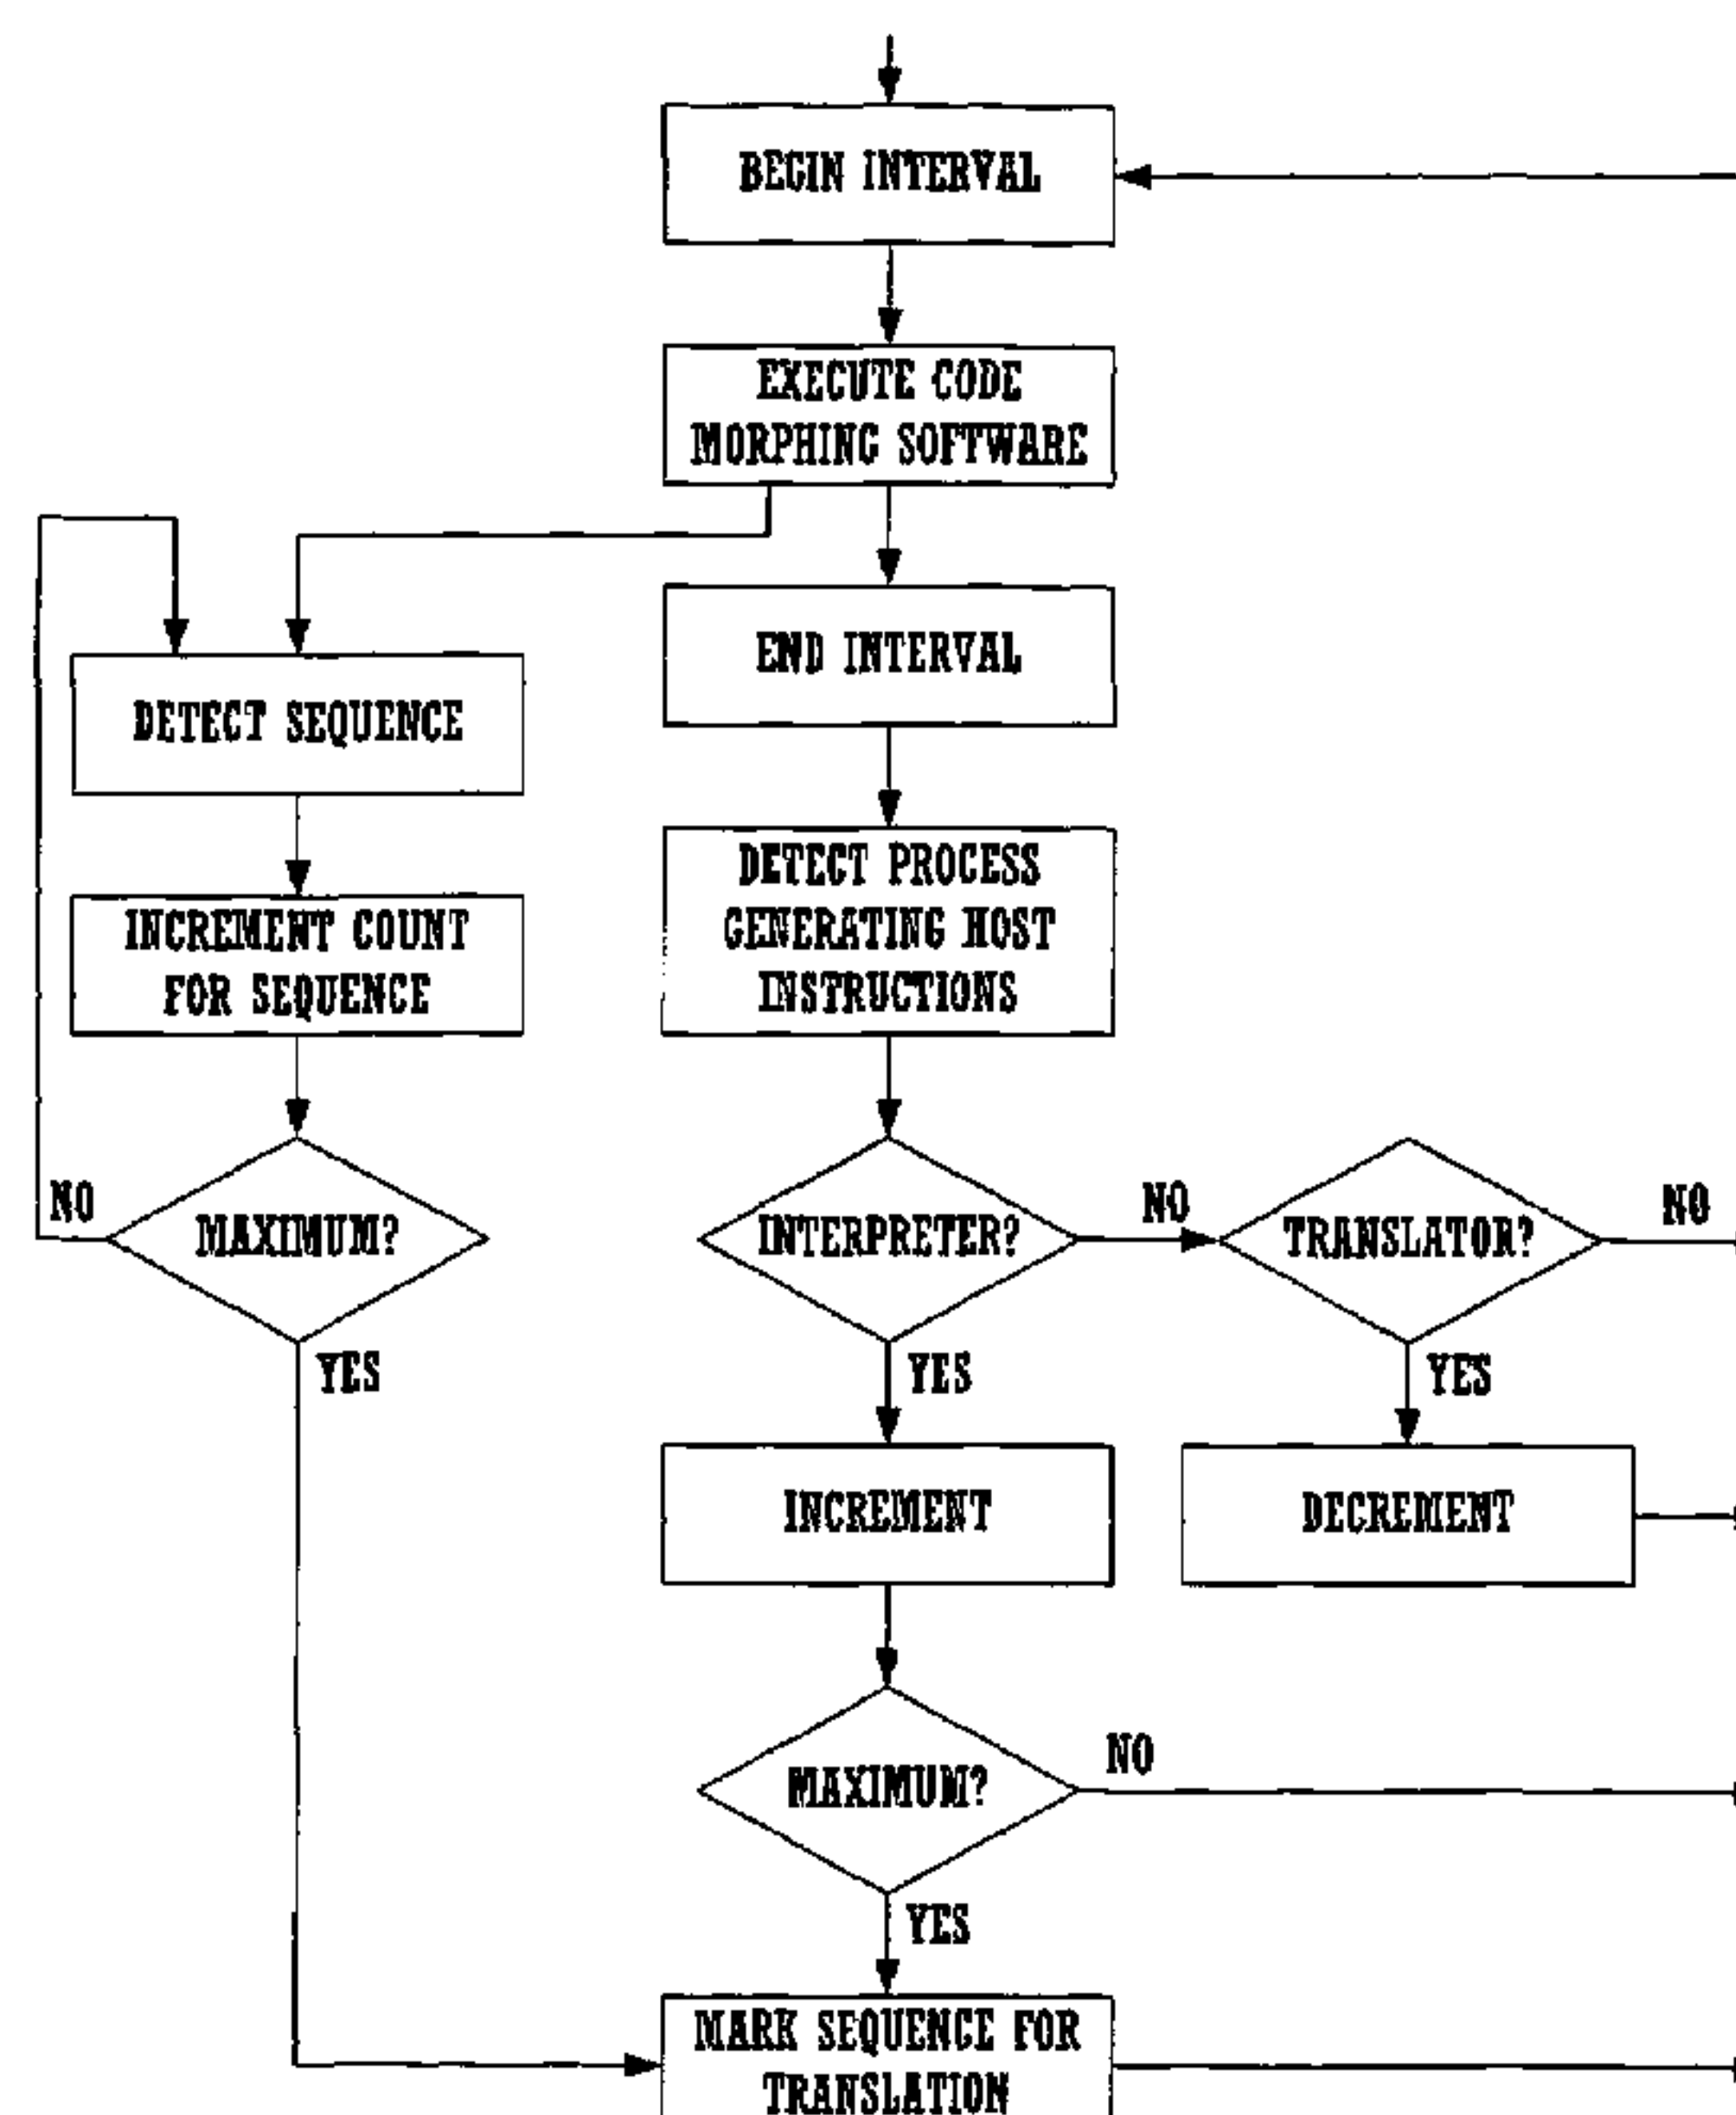 BEGIN INTERVAL
EXECUTE CODE
MORPHING SOFTWARE
END INTERVAL
DETECT SEQUENCE
DETECT PROCESS
GENERATING HOST
INSTRUCTIONS
INCREMENT COUNT
FOR SEQUENCE
NO
MAXIMUM?
YES
INTERPRETER?
NO
YES
TRANSLATOR?
NO
YES
INCREMENT
DECREMENT
MAXIMUM?
NO
YES
MARK SEQUENCE FOR
TRANSLATION